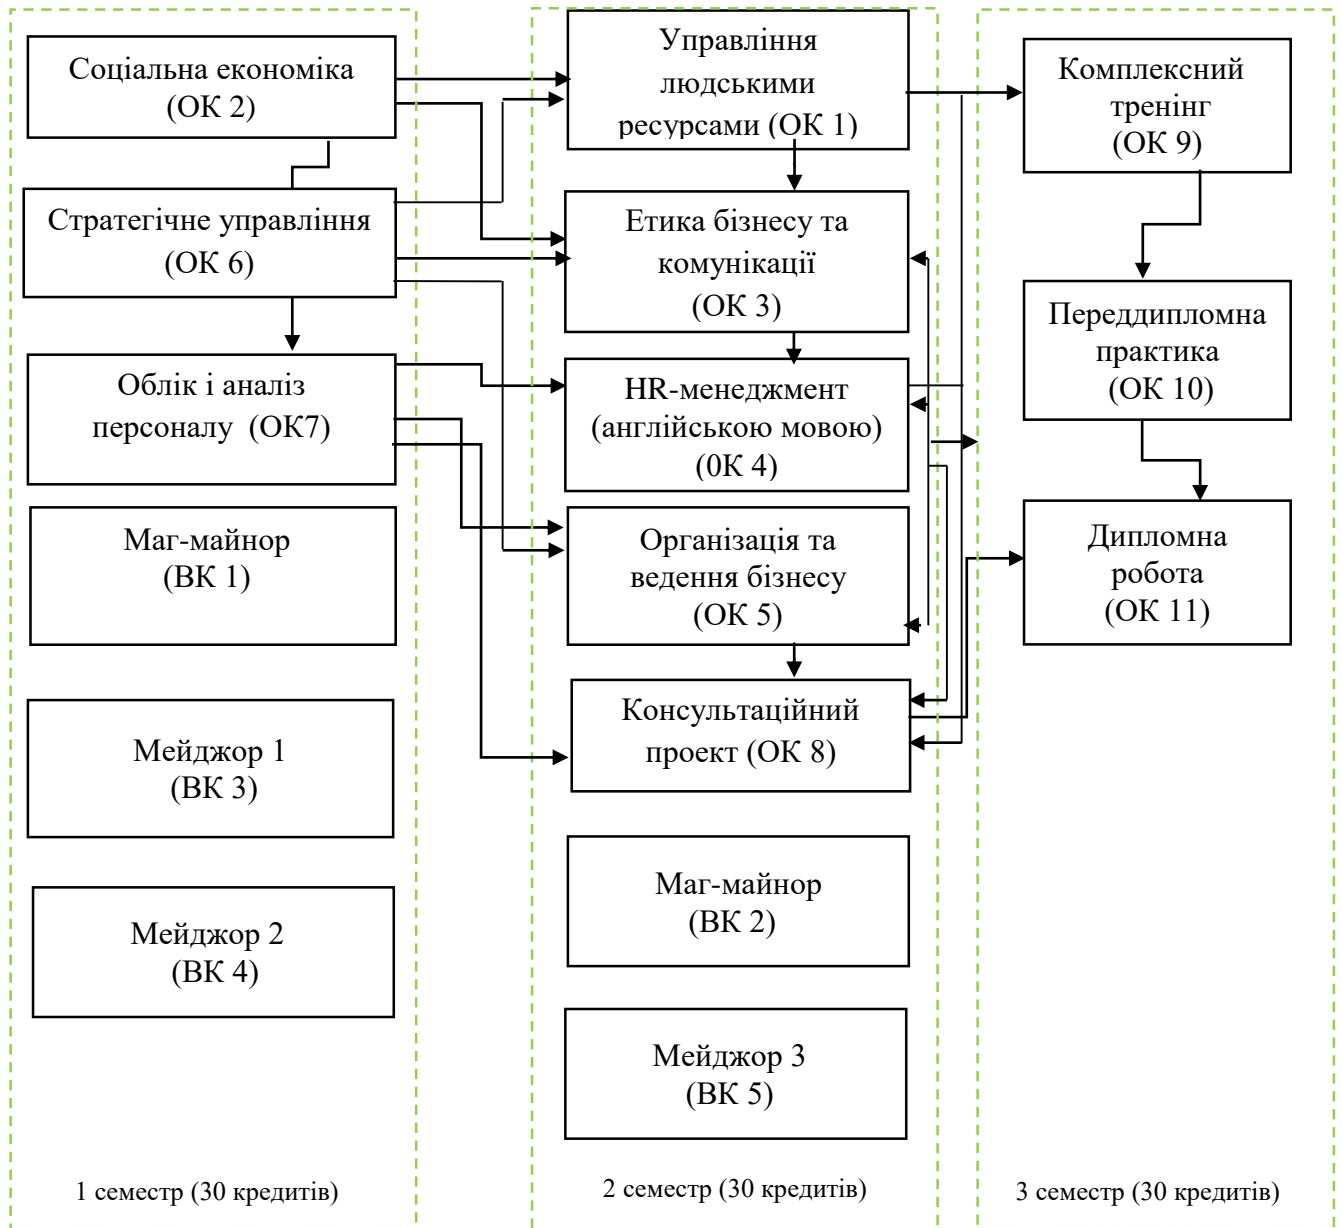 Соціальна економіка
(ОК 2)
Стратегічне управління
(ОК 6)
Облік і аналіз
персоналу (ОК7)
Маг-майнор
(ВК 1)
Мейджор 1
(ВК 3)
Мейджор 2
(ВК 4)
1 семестр (30 кредитів)
Управління
людськими
ресурсами (ОК 1)
Етика бізнесу та
комунікації
(ОК 3)
HR-менеджмент
(англійською мовою)
(0К 4)
Організація та
ведення бізнесу
(ОК 5)
Консультаційний
проект (ОК 8)
Маг-майнор
(ВК 2)
Мейджор 3
(ВК 5)
2 семестр (30 кредитів)
Комплексний
тренінг
(ОК 9)
Переддипломна
практика
(ОК 10)
Дипломна
робота
(ОК 11)
3 семестр (30 кредитів)